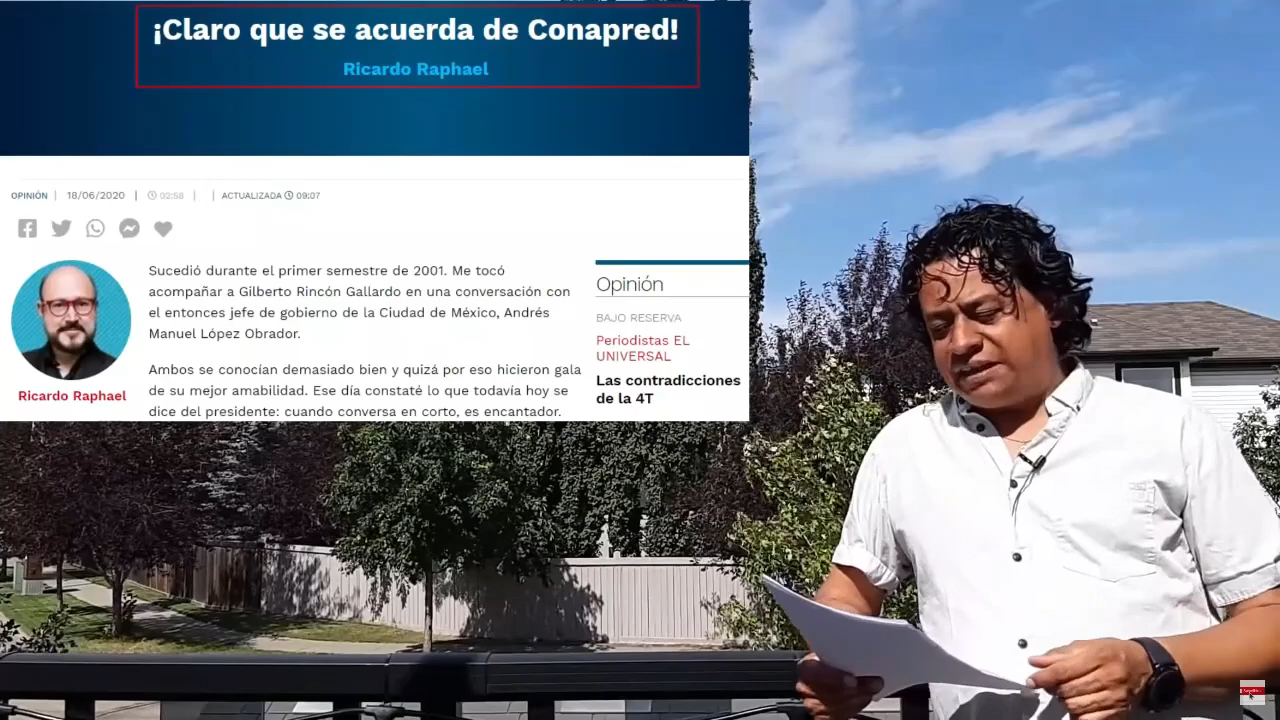 ¡Claro que se acuerda de Conapred!
Ricardo Raphael
OPINIÓN | 18/06/2020 | 02:58 | | ACTUALIZADA 09:07
Sucedió durante el primer semestre de 2001. Me tocó
acompañar a Gilberto Rincón Gallardo en una conversación con
el entonces jefe de gobierno de la Ciudad de México, Andrés
Manuel López Obrador.
Ambos se conocían demasiado bien y quizá por eso hicieron gala
de su mejor amabilidad. Ese día constaté lo que todavía hoy se
dice del presidente: cuando conversa en corto, es encantador.
Ricardo Raphael
Opinión
BAJO RESERVA
Periodistas EL
UNIVERSAL
Las contradicciones
de la 4T